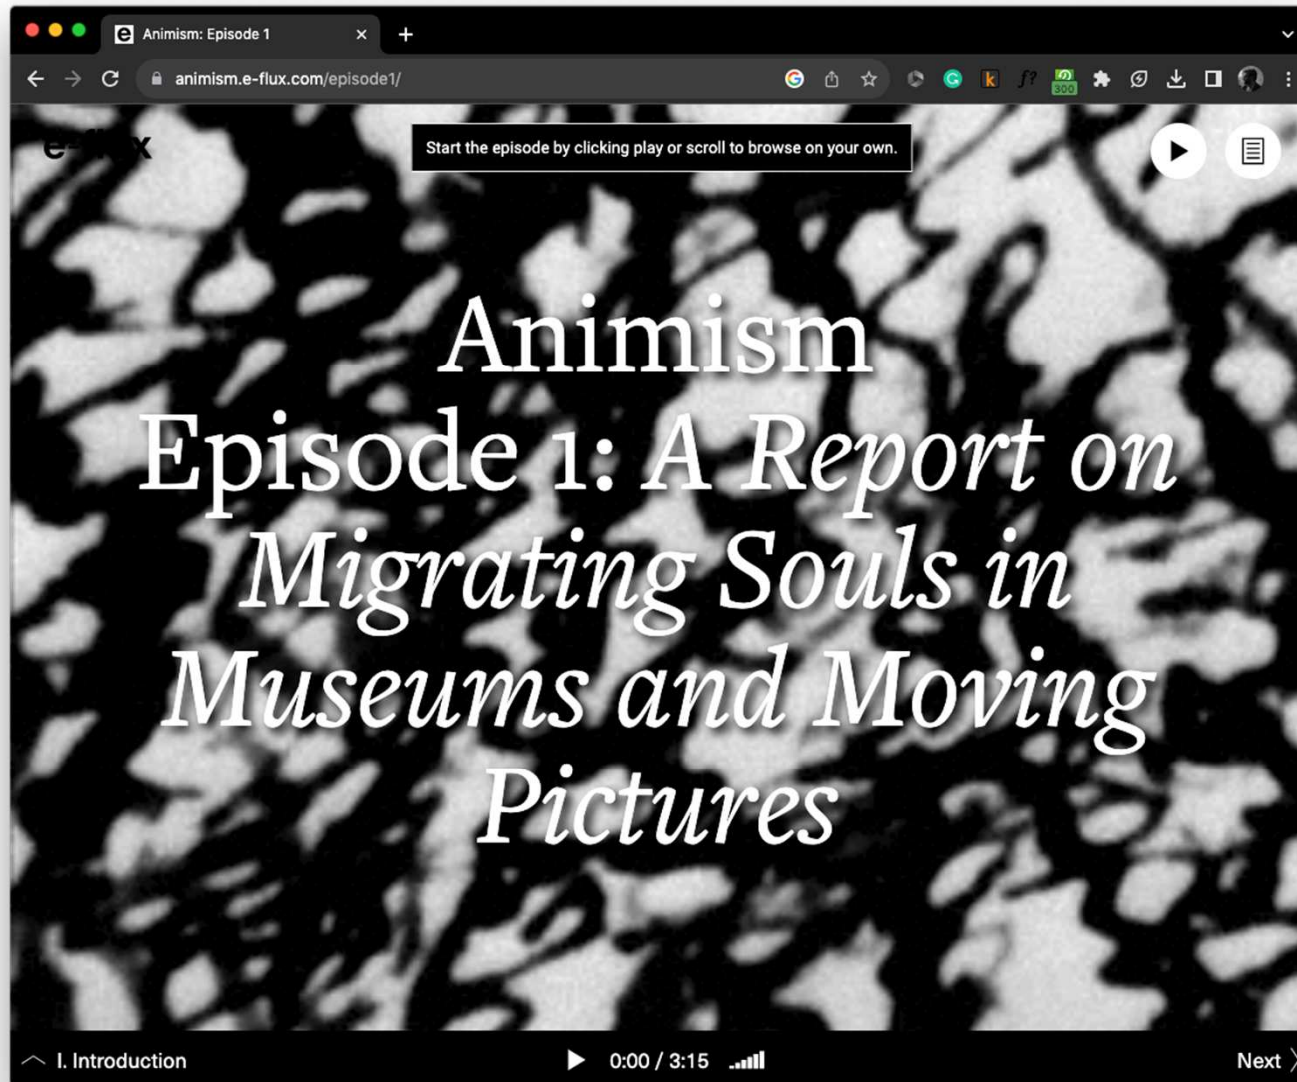 Animism: Episode 1
animism.e-flux.com/episode1/
300
e-flux
Start the episode by clicking play or scroll to browse on your own.
Animism
Episode 1: A Report on
Migrating Souls in
Museums and Moving
Pictures
I. Introduction
0:00 / 3:15
Next